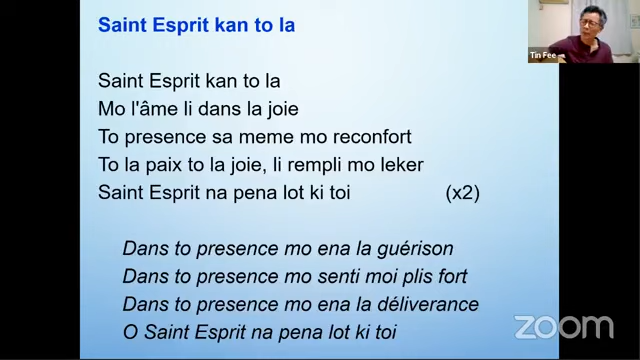 Saint Esprit kan to la
Saint Esprit kan to la
Mo l'âme li dans la joie
To presence sa meme mo reconfort
To la paix to la joie, li rempli mo leker
Saint Esprit na pena lot ki toi (x2)
Dans to presence mo ena la guérison
Dans to presence mo senti moi plis fort
Dans to presence mo ena la déliverance
O Saint Esprit na pena lot ki toi
Tin Fee
zoom